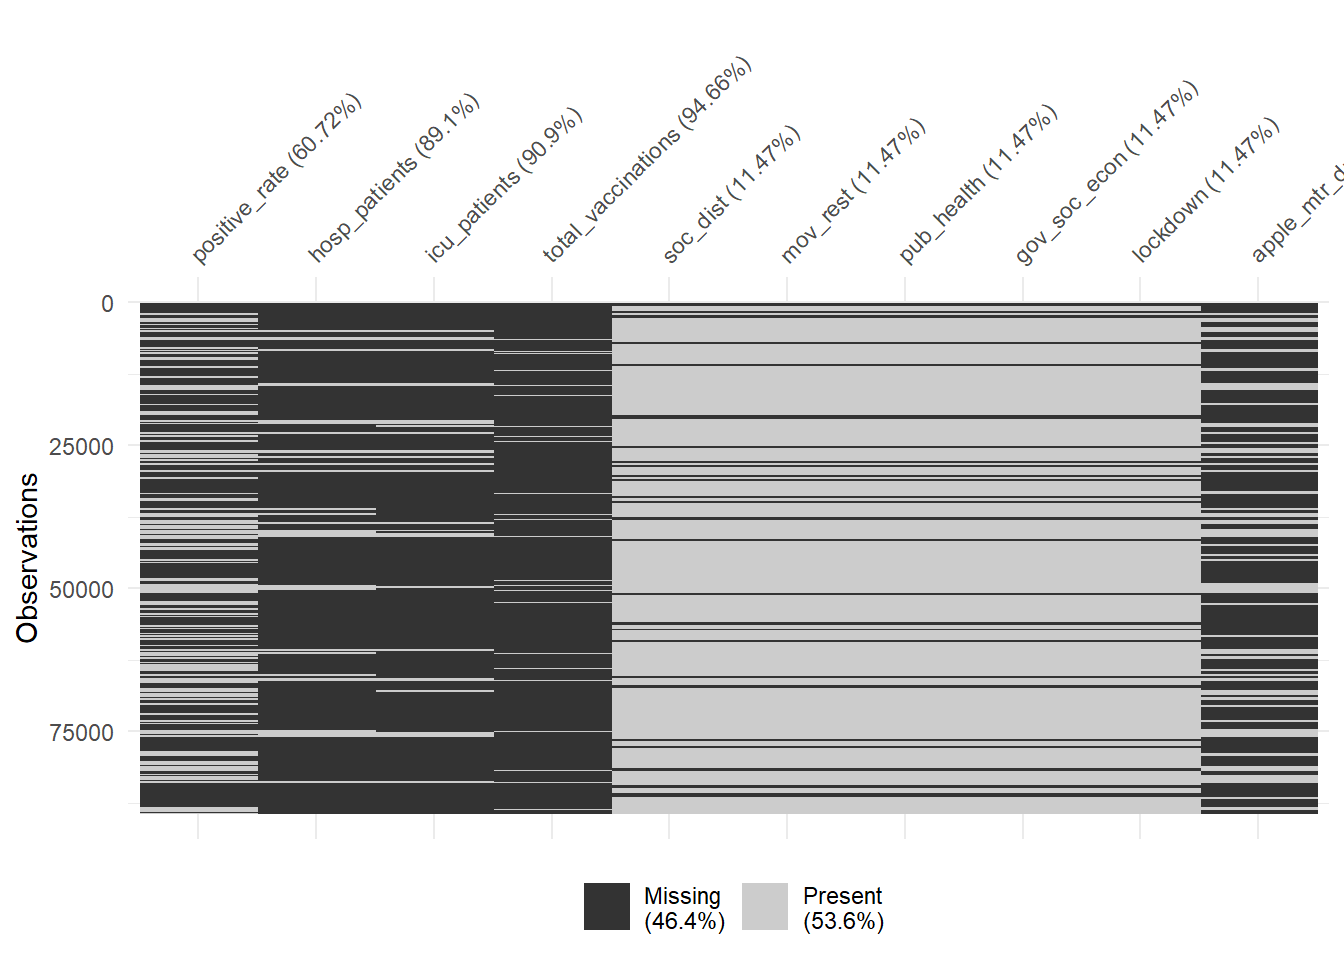 positive_rate (60.72%)
hosp_patients (89.1%)
icu_patients (90.9%)
total_vaccinations (94.66%)
soc_dist (11.47%)
mov_rest (11.47%)
pub_health (11.47%)
gov_soc_econ (11.47%)
lockdown (11.47%)
apple_mtr_d
0
25000
50000
75000
Observations
Missing
(46.4%)
Present
(53.6%)